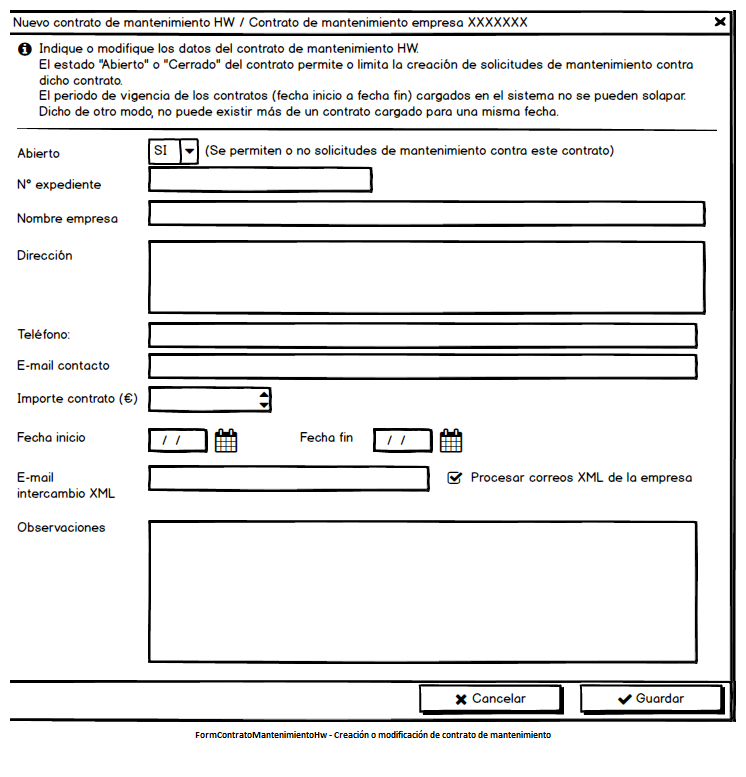 Nuevo contrato de mantenimiento HW / Contrato de mantenimiento empresa XXXXXXX
Indique o modifique los datos del contrato de mantenimiento HW.
El estado "Abierto" o "Cerrado" del contrato permite o limita la creación de solicitudes de mantenimiento contra
dicho contrato.
El periodo de vigencia de los contratos (fecha inicio a fecha fin) cargados en el sistema no se pueden solapar.
Dicho de otro modo, no puede existir más de un contrato cargado para una misma fecha.
Abierto SI (Se permiten o no solicitudes de mantenimiento contra este contrato)
Nº expediente
Nombre empresa
Dirección
Teléfono:
E-mail contacto
Importe contrato (€)
Fecha inicio / / Fecha fin / /
E-mail
intercambio XML
Procesar correos XML de la empresa
Observaciones
Cancelar Guardar
FormContratoMantenimientoHw - Creación o modificación de contrato de mantenimiento